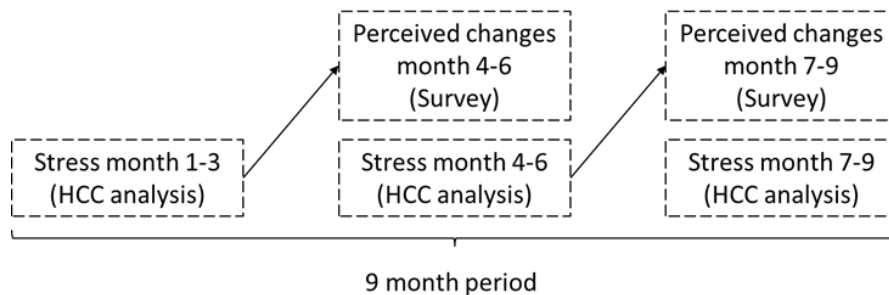 Perceived changes
month 4-6
(Survey)
Perceived changes
month 7-9
(Survey)
Stress month 1-3
(HCC analysis)
Stress month 4-6
(HCC analysis)
Stress month 7-9
(HCC analysis)
9 month period